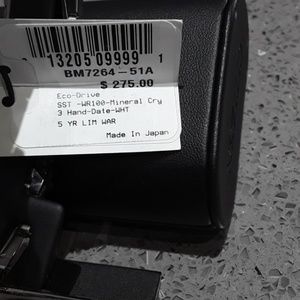 13205 09999 1
BM7264-51A
$ 275.00
Eco-Drive
SST -WR100-Mineral Cry
3 Hand-Date-WHT
5 YR LIM WAR
Made In Japan